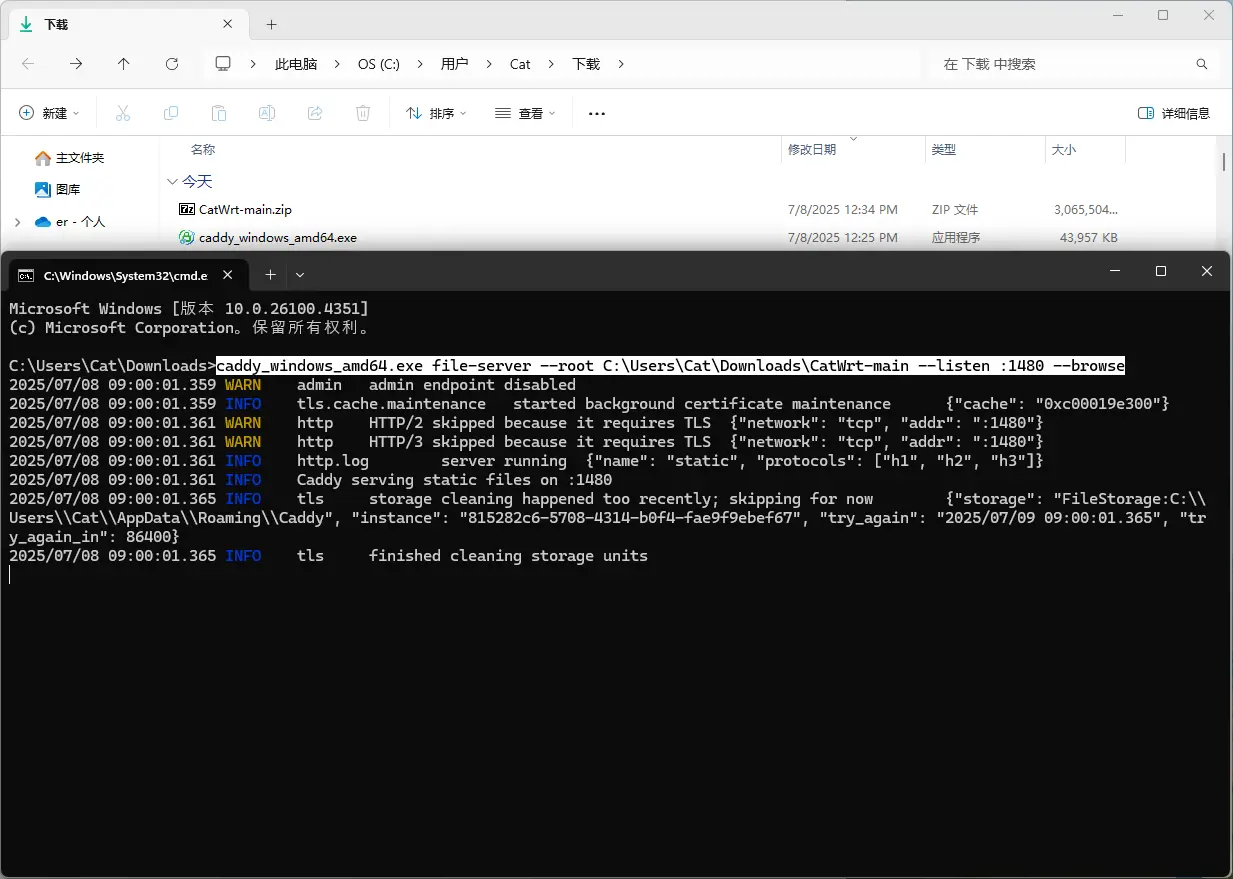 下载
此电脑 OS (C:) 用户 Cat 下载
在 下载 中搜索
新建 排序 查看 ... 详细信息
名称 修改日期 类型 大小
主文件夹
今天
图库
CatWrt-main.zip 7/8/2025 12:34 PM ZIP 文件 3,065,504...
er - 个人
caddy_windows_amd64.exe 7/8/2025 12:25 PM 应用程序 43,957 KB
C:\Windows\System32\cmd.e
Microsoft Windows [版本 10.0.26100.4351]
(c) Microsoft Corporation。保留所有权利。
C:\Users\Cat\Downloads>caddy_windows_amd64.exe file-server --root C:\Users\Cat\Downloads\CatWrt-main --listen :1480 --browse
2025/07/08 09:00:01.359 WARN admin admin endpoint disabled
2025/07/08 09:00:01.359 INFO tls.cache.maintenance started background certificate maintenance {"cache": "0xc00019e300"}
2025/07/08 09:00:01.361 WARN http HTTP/2 skipped because it requires TLS {"network": "tcp", "addr": ":1480"}
2025/07/08 09:00:01.361 WARN http HTTP/3 skipped because it requires TLS {"network": "tcp", "addr": ":1480"}
2025/07/08 09:00:01.361 INFO http.log server running {"name": "static", "protocols": ["h1", "h2", "h3"]}
2025/07/08 09:00:01.361 INFO Caddy serving static files on :1480
2025/07/08 09:00:01.365 INFO tls storage cleaning happened too recently; skipping for now {"storage": "FileStorage:C:\\
Users\\Cat\\AppData\\Roaming\\Caddy", "instance": "815282c6-5708-4314-b0f4-fae9f9ebef67", "try_again": "2025/07/09 09:00:01.365", "tr
y_again_in": 86400}
2025/07/08 09:00:01.365 INFO tls finished cleaning storage units